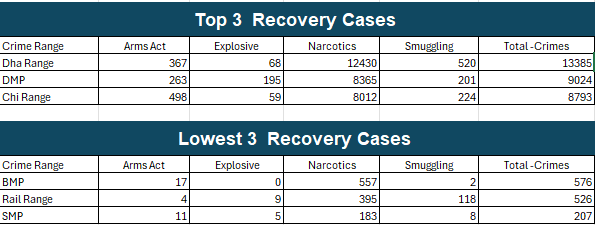 Top 3 Recovery Cases
Crime Range Arms Act Explosive Narcotics Smuggling Total -Crimes
Dha Range 367 68 12430 520 13385
DMP 263 195 8365 201 9024
Chi Range 498 59 8012 224 8793
Lowest 3 Recovery Cases
Crime Range Arms Act Explosive Narcotics Smuggling Total -Crimes
BMP 17 0 557 2 576
Rail Range 4 9 395 118 526
SMP 11 5 183 8 207